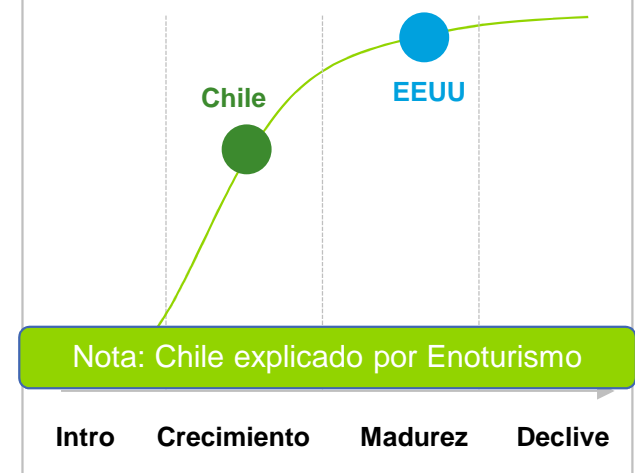 EEUU
Chile
Nota: Chile explicado por Enoturismo
Intro Crecimiento Madurez Declive